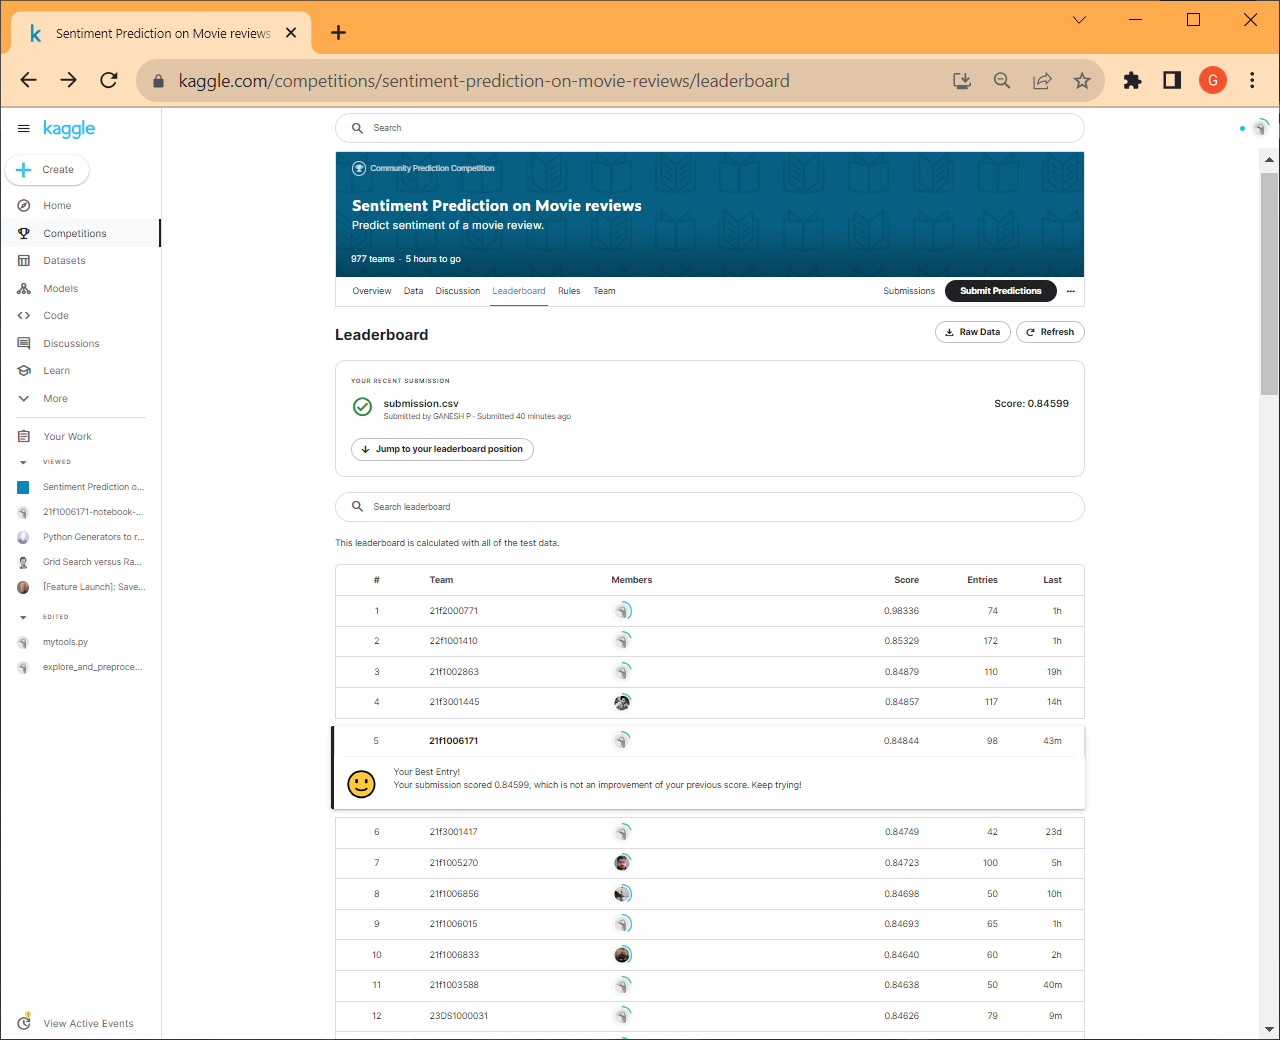 Sentiment Prediction on Movie reviews
kaggle.com/competitions/sentiment-prediction-on-movie-reviews/leaderboard
G
kaggle
Search
Create
Home
Competitions
Datasets
Models
Code
Discussions
Learn
More
Your Work
VIEWED
Sentiment Prediction o...
21f1006171-notebook-...
Python Generators to r...
Grid Search versus Ra...
[Feature Launch]: Save...
EDITED
mytools.py
explore_and_preproce...
View Active Events
Community Prediction Competition
Sentiment Prediction on Movie reviews
Predict sentiment of a movie review.
977 teams · 5 hours to go
Overview Data Discussion Leaderboard Rules Team Submissions Submit Predictions ...
Leaderboard
Raw Data Refresh
YOUR RECENT SUBMISSION
submission.csv Score: 0.84599
Submitted by GANESH P · Submitted 40 minutes ago
Jump to your leaderboard position
Search leaderboard
This leaderboard is calculated with all of the test data.
# Team Members Score Entries Last
1 21f2000771 0.98336 74 1h
2 22f1001410 0.85329 172 1h
3 21f1002863 0.84879 110 19h
4 21f3001445 0.84857 117 14h
5 21f1006171 0.84844 98 43m
Your Best Entry!
Your submission scored 0.84599, which is not an improvement of your previous score. Keep trying!
6 21f3001417 0.84749 42 23d
7 21f1005270 0.84723 100 5h
8 21f1006856 0.84698 50 10h
9 21f1006015 0.84693 65 1h
10 21f1006833 0.84640 60 2h
11 21f1003588 0.84638 50 40m
12 23DS1000031 0.84626 79 9m